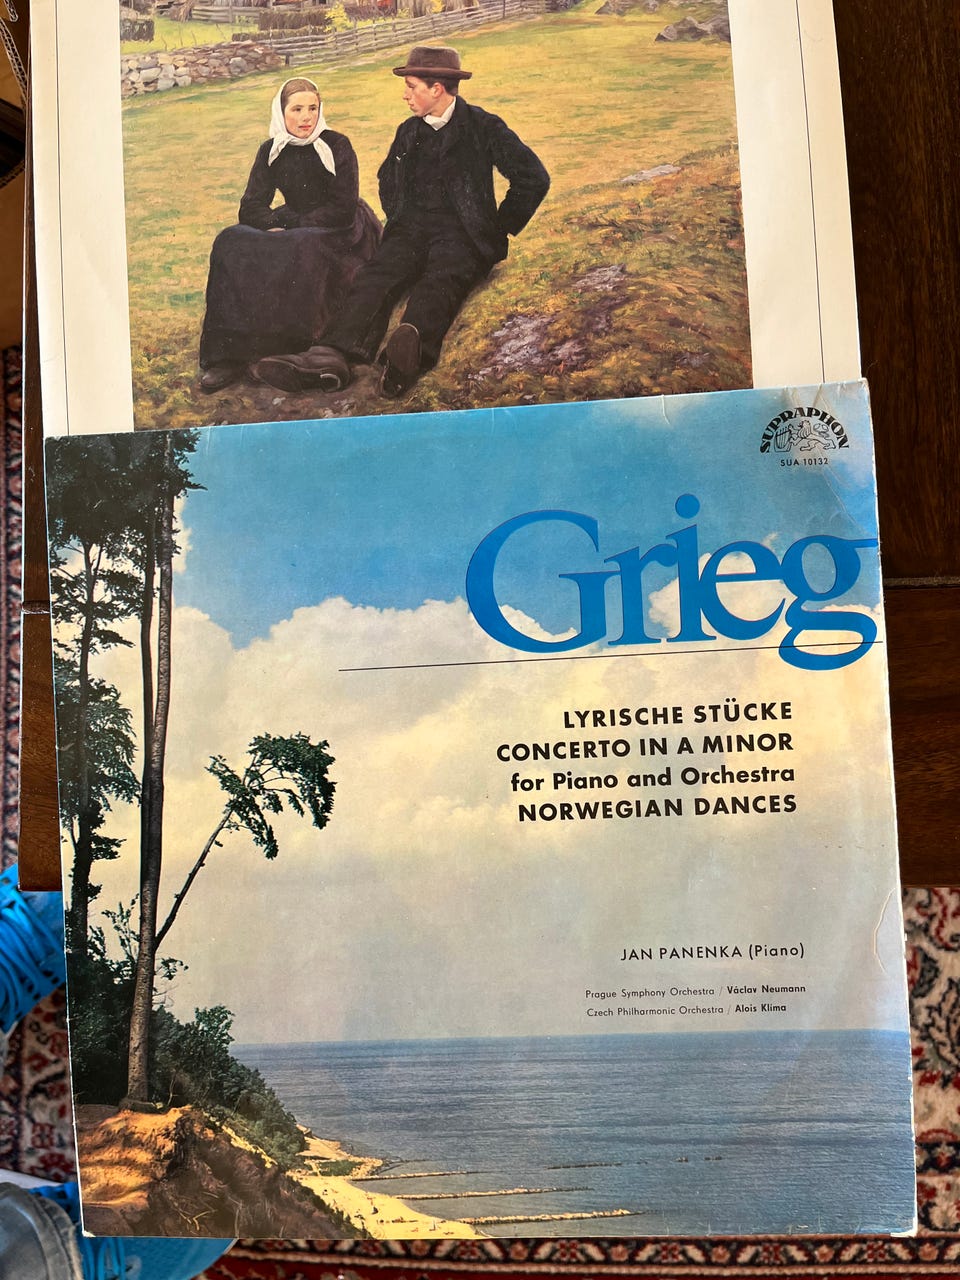 SUPRAPHON
SUA 10132
Grieg
LYRISCHE STÜCKE
CONCERTO IN A MINOR
for Piano and Orchestra
NORWEGIAN DANCES
JAN PANENKA (Piano)
Prague Symphony Orchestra / Václav Neumann
Czech Philharmonic Orchestra / Alois Klíma